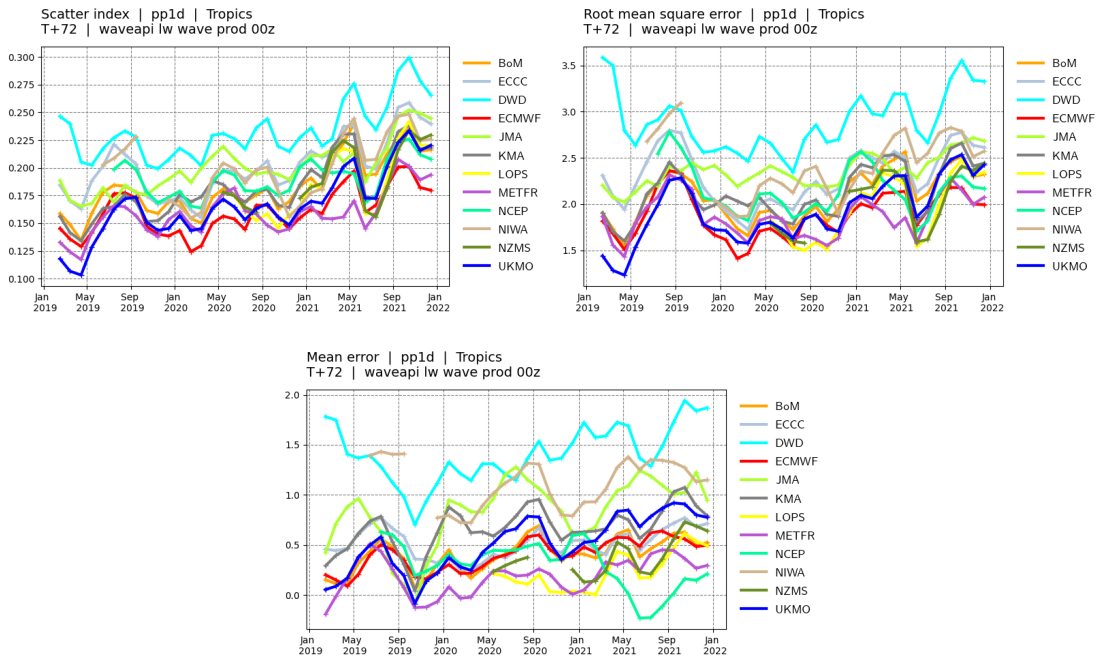 Scatter index | pp1d | Tropics
T+72 | waveapi lw wave prod 00z
0.300
0.275
0.250
0.225
0.200
0.175
0.150
0.125
0.100
Jan May Sep Jan May Sep Jan May Sep Jan
2019 2019 2019 2020 2020 2020 2021 2021 2021 2022
BoM
ECCC
DWD
ECMWF
JMA
KMA
LOPS
METFR
NCEP
NIWA
NZMS
UKMO
Root mean square error | pp1d | Tropics
T+72 | waveapi lw wave prod 00z
3.5
3.0
2.5
2.0
1.5
Jan May Sep Jan May Sep Jan May Sep Jan
2019 2019 2019 2020 2020 2020 2021 2021 2021 2022
BoM
ECCC
DWD
ECMWF
JMA
KMA
LOPS
METFR
NCEP
NIWA
NZMS
UKMO
Mean error | pp1d | Tropics
T+72 | waveapi lw wave prod 00z
2.0
1.5
1.0
0.5
0.0
Jan May Sep Jan May Sep Jan May Sep Jan
2019 2019 2019 2020 2020 2020 2021 2021 2021 2022
BoM
ECCC
DWD
ECMWF
JMA
KMA
LOPS
METFR
NCEP
NIWA
NZMS
UKMO